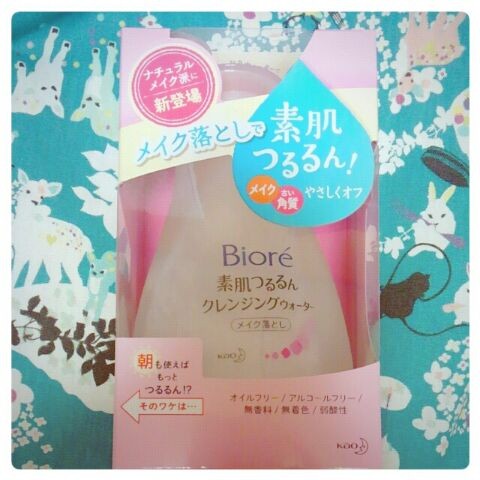 ナチュラル
メイク派に
新登場
メイク落としで
素肌
つるるん!
メイク
古い
角質
やさしくオフ
Bioré
素肌つるるん
クレンジングウォーター
メイク落とし
Kao
朝も使えば
もっと
つるるん!?
そのワケは…
オイルフリー/アルコールフリー/
無香料/無着色/弱酸性
Kao